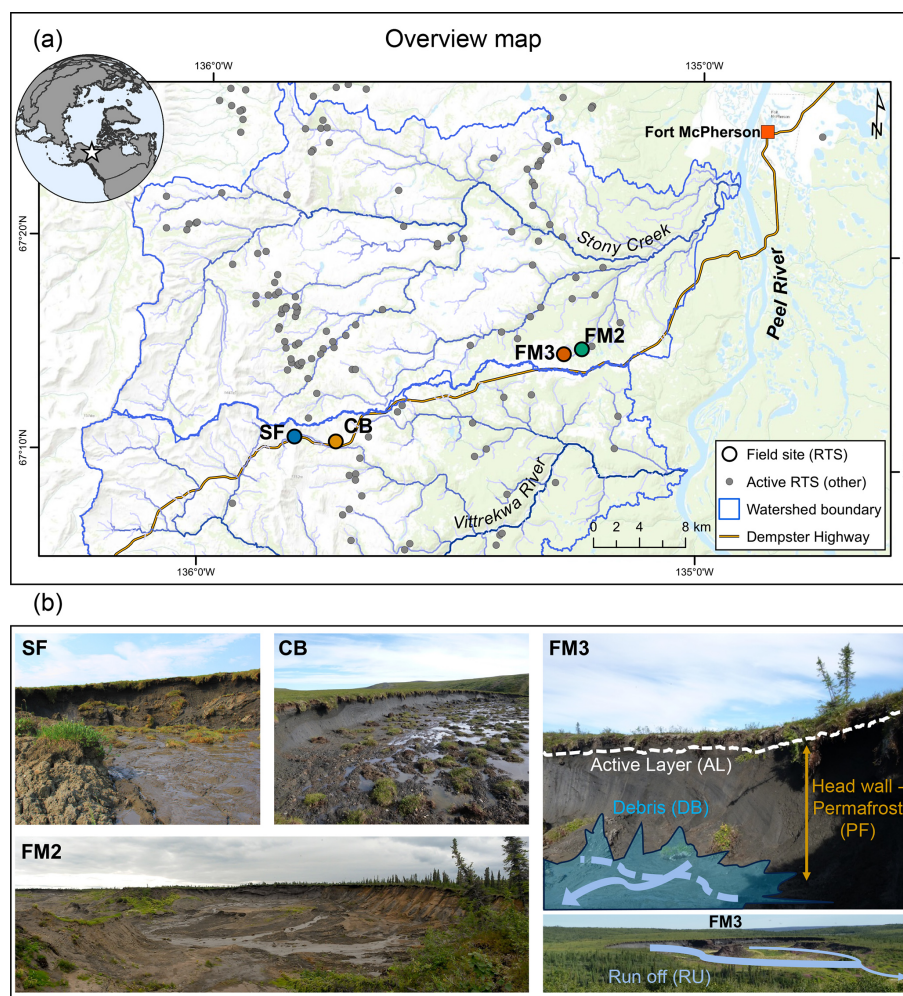 (a)
Overview map
136°0'W
135°0'W
Fort McPherson
N
67°20'N
Stony Creek
Peel River
FM3
FM2
SF
CB
67°10'N
Vittrekwa River
0 2 4 8 km
Field site (RTS)
Active RTS (other)
Watershed boundary
Dempster Highway
136°0'W
135°0'W
(b)
SF
CB
FM3
Active Layer (AL)
Debris (DB)
Head wall -
Permafrost
(PF)
FM2
FM3
Run off (RU)